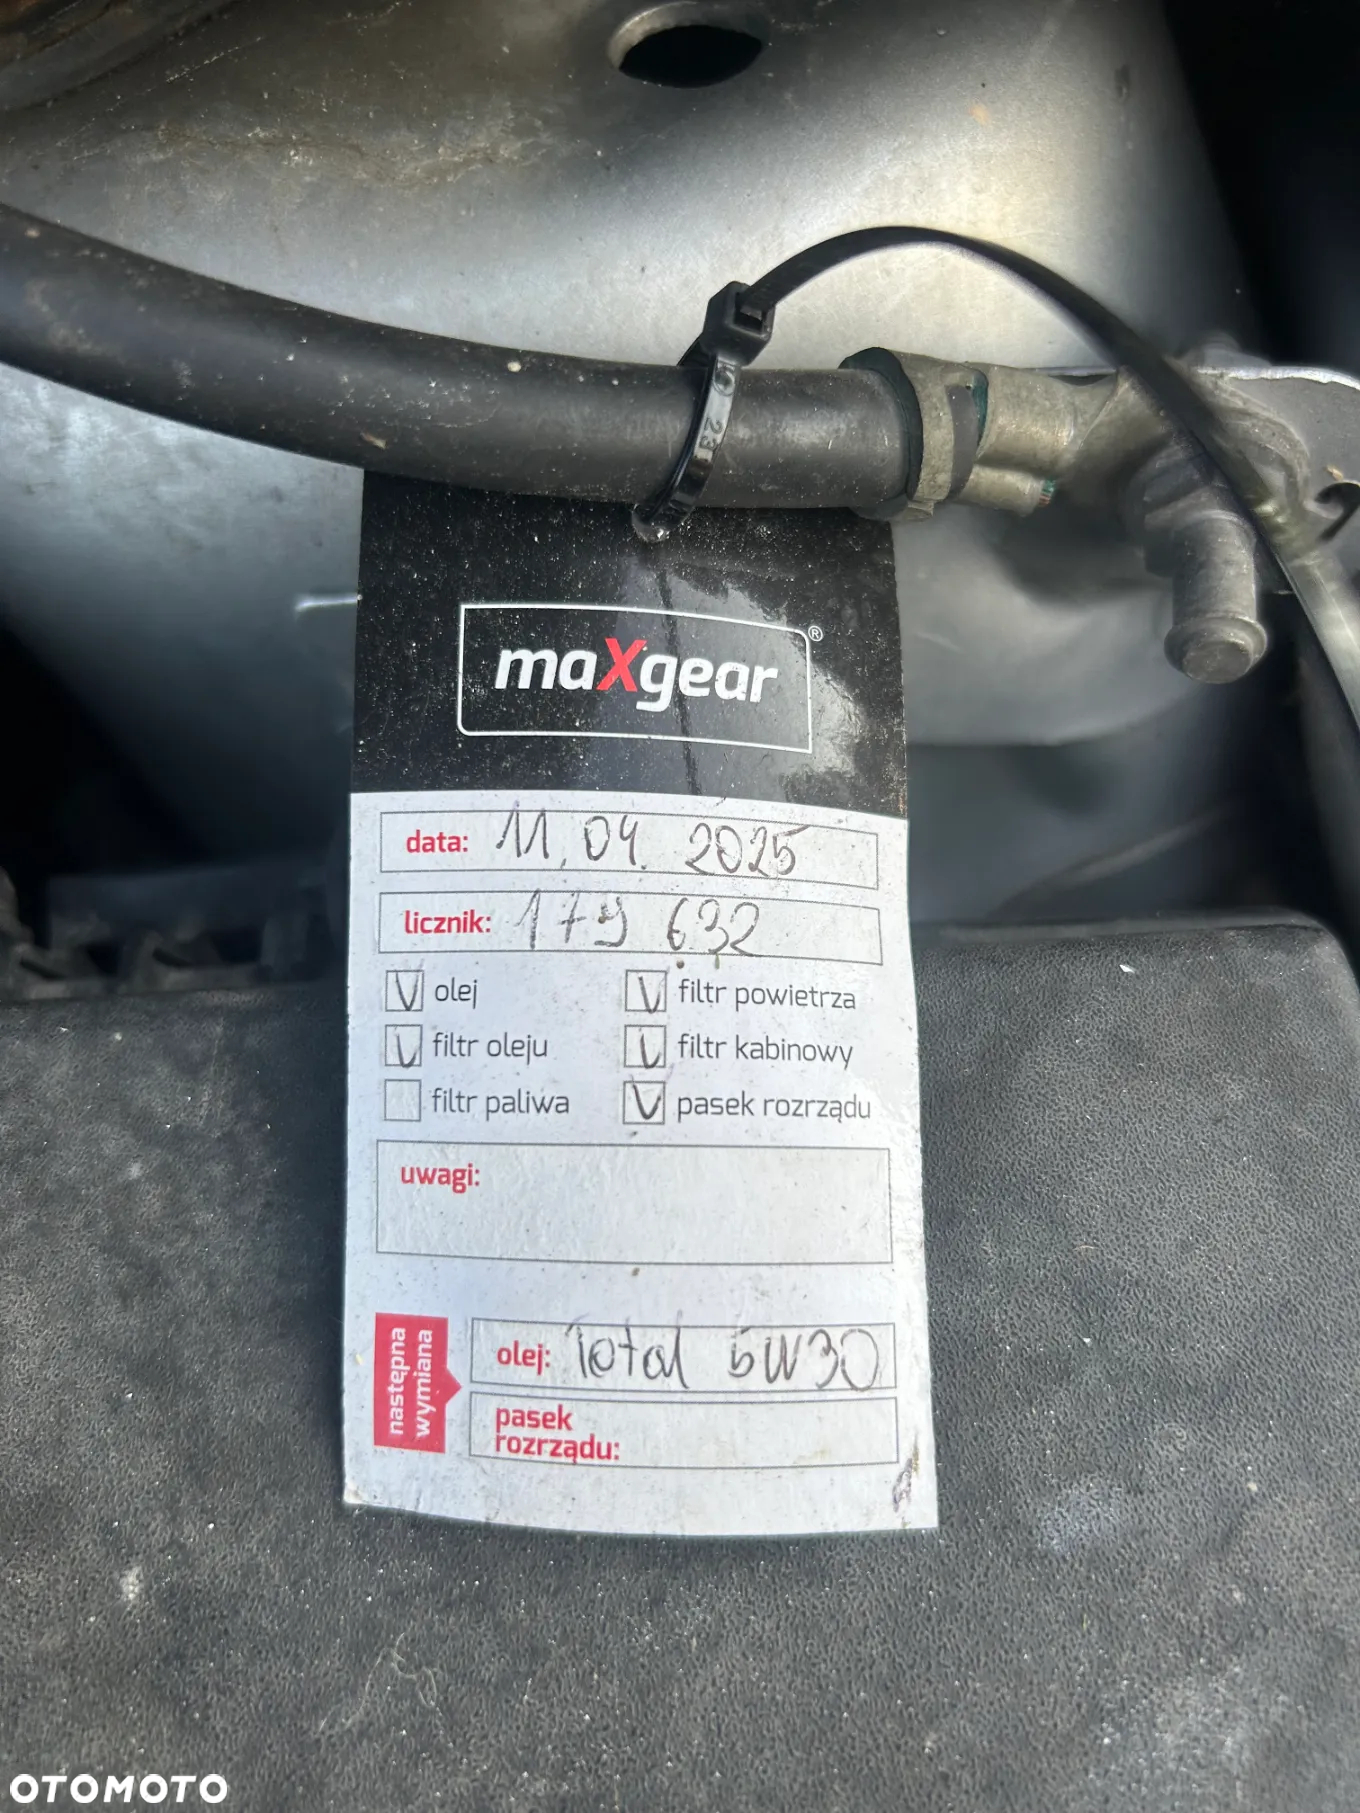 23
maXgear®
data: 11.04.2025
licznik: 179 632
olej
filtr powietrza
filtr oleju
filtr kabinowy
filtr paliwa
pasek rozrządu
uwagi:
następna
wymiana
olej: Total 5W30
pasek
rozrządu:
OTOMOTO